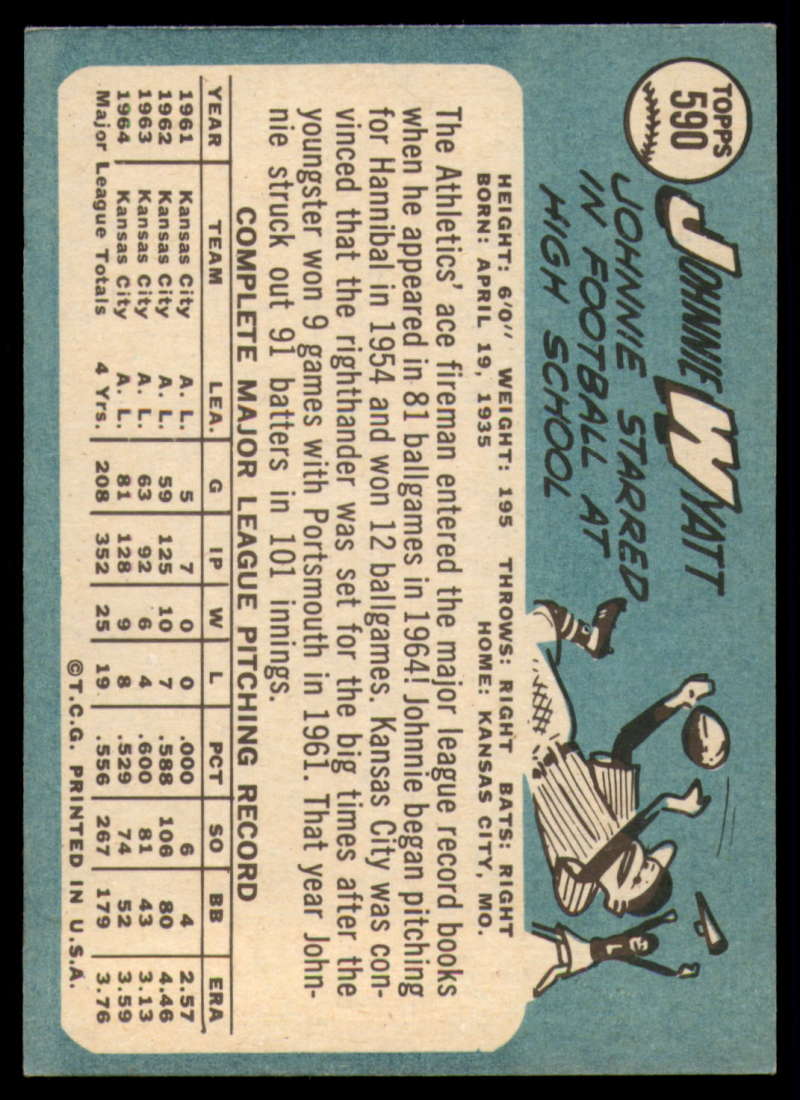 TOPPS
590
JOHNNIE WYATT
JOHNNIE STARRED
IN FOOTBALL AT
HIGH SCHOOL
HEIGHT: 6'0" WEIGHT: 195 THROWS: RIGHT BATS: RIGHT
BORN: APRIL 19, 1935 HOME: KANSAS CITY, MO.
The Athletics' ace fireman entered the major league record books
when he appeared in 81 ballgames in 1964! Johnnie began pitching
for Hannibal in 1954 and won 12 ballgames. Kansas City was con-
vinced that the righthander was set for the big times after the
youngster won 9 games with Portsmouth in 1961. That year John-
nie struck out 91 batters in 101 innings.
COMPLETE MAJOR LEAGUE PITCHING RECORD
YEAR TEAM LEA. G IP W L PCT SO BB ERA
1961 Kansas City A. L. 5 7 0 0 .000 6 4 2.57
1962 Kansas City A. L. 59 125 10 7 .588 106 80 4.46
1963 Kansas City A. L. 63 92 6 4 .600 81 43 3.13
1964 Kansas City A. L. 81 128 9 8 .529 74 52 3.59
Major League Totals 4 Yrs. 208 352 25 19 .556 267 179 3.76
©T.C.G. PRINTED IN U.S.A.